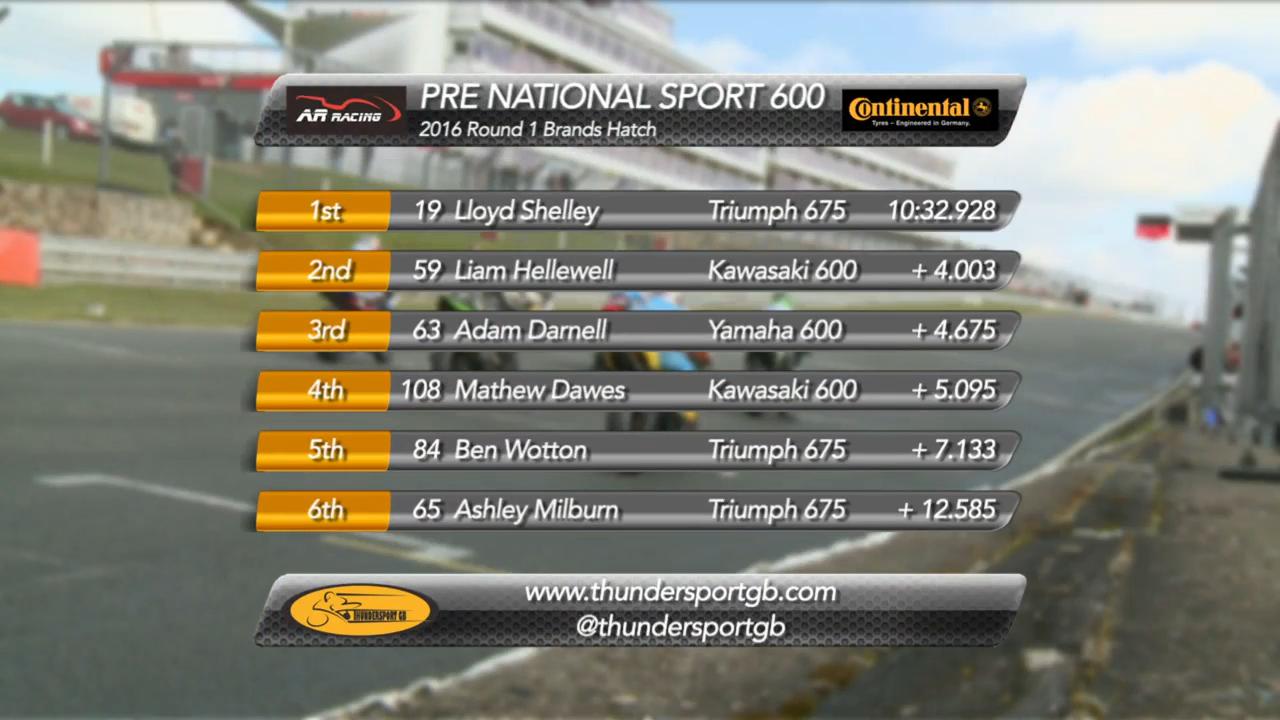 AR RACING
PRE NATIONAL SPORT 600
2016 Round 1 Brands Hatch
Continental
Tyres – Engineered in Germany.
1st 19 Lloyd Shelley Triumph 675 10:32.928
2nd 59 Liam Hellewell Kawasaki 600 + 4.003
3rd 63 Adam Darnell Yamaha 600 + 4.675
4th 108 Mathew Dawes Kawasaki 600 + 5.095
5th 84 Ben Wotton Triumph 675 + 7.133
6th 65 Ashley Milburn Triumph 675 + 12.585
THUNDERSPORT GB
www.thundersportgb.com
@thundersportgb